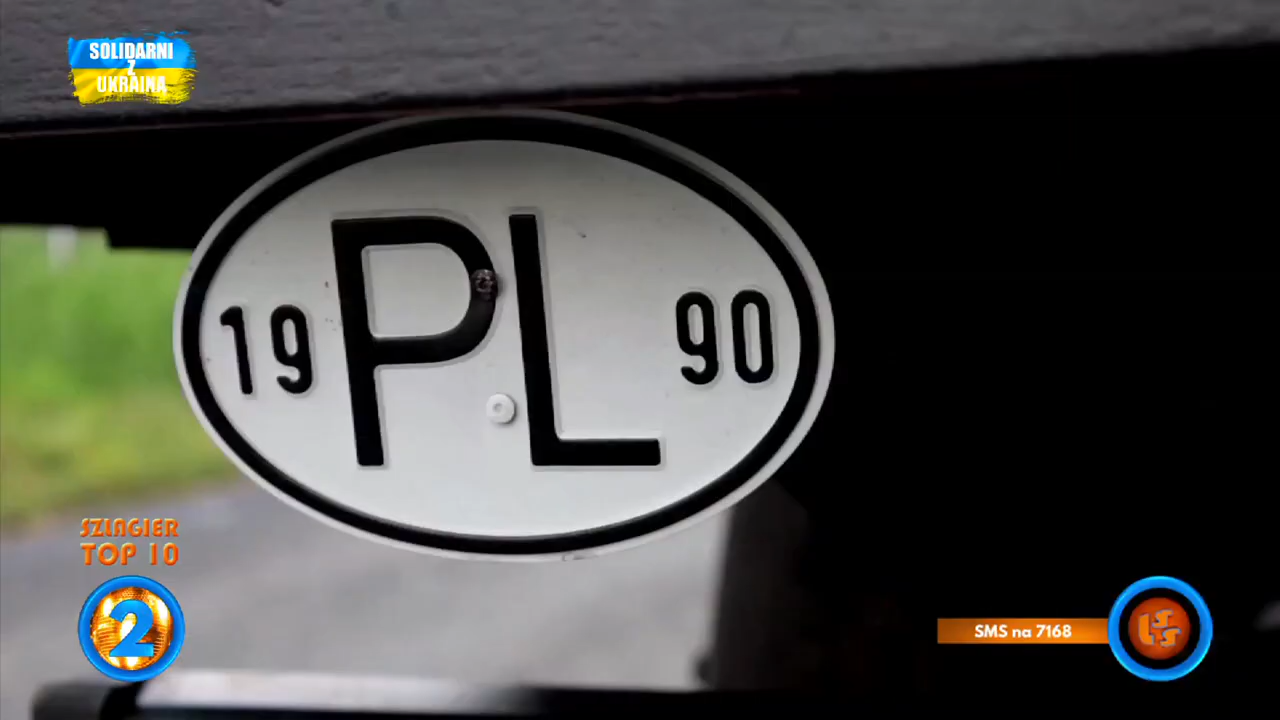 SOLIDARNI
Z
UKRAINĄ
19 PL 90
SZLAGIER
TOP 10
2
SMS na 7168